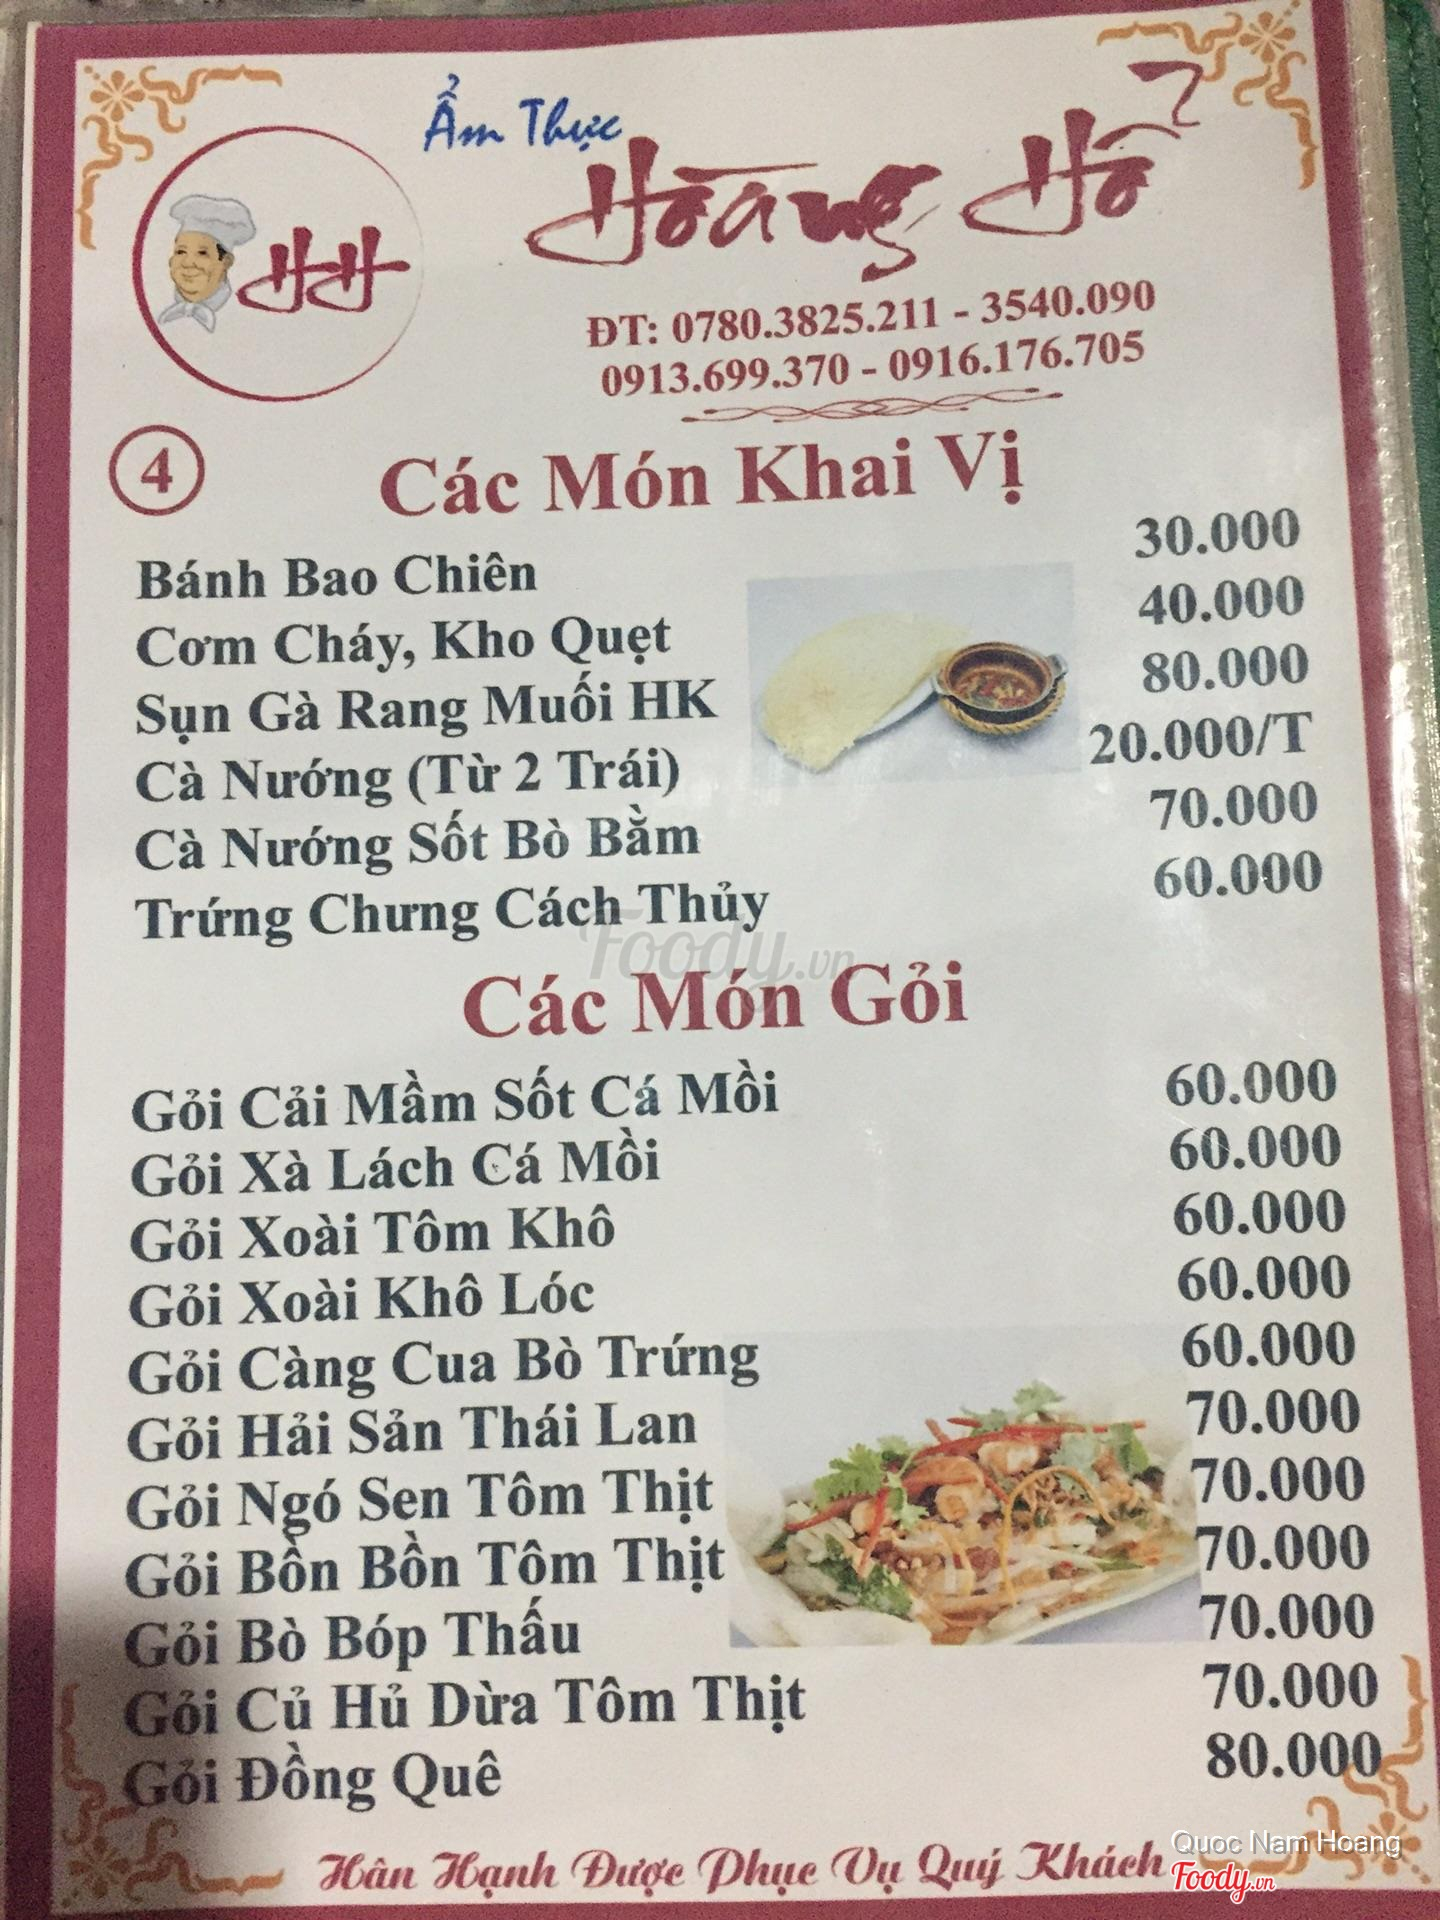 Ẩm Thực
Hoàng Hổ
HH
ĐT: 0780.3825.211 - 3540.090
0913.699.370 - 0916.176.705
4
Các Món Khai Vị
Bánh Bao Chiên 30.000
Cơm Cháy, Kho Quẹt 40.000
Sụn Gà Rang Muối HK 80.000
Cà Nướng (Từ 2 Trái) 20.000/T
Cà Nướng Sốt Bò Bằm 70.000
Trứng Chưng Cách Thủy 60.000
Foody.vn
Các Món Gỏi
Gỏi Cải Mầm Sốt Cá Mồi 60.000
Gỏi Xà Lách Cá Mồi 60.000
Gỏi Xoài Tôm Khô 60.000
Gỏi Xoài Khô Lóc 60.000
Gỏi Càng Cua Bò Trứng 60.000
Gỏi Hải Sản Thái Lan 70.000
Gỏi Ngó Sen Tôm Thịt 70.000
Gỏi Bồn Bồn Tôm Thịt 70.000
Gỏi Bò Bóp Thấu 70.000
Gỏi Củ Hủ Dừa Tôm Thịt 70.000
Gỏi Đồng Quê 80.000
Hân Hạnh Được Phục Vụ Quý Khách
Quoc Nam Hoang
Foody.vn